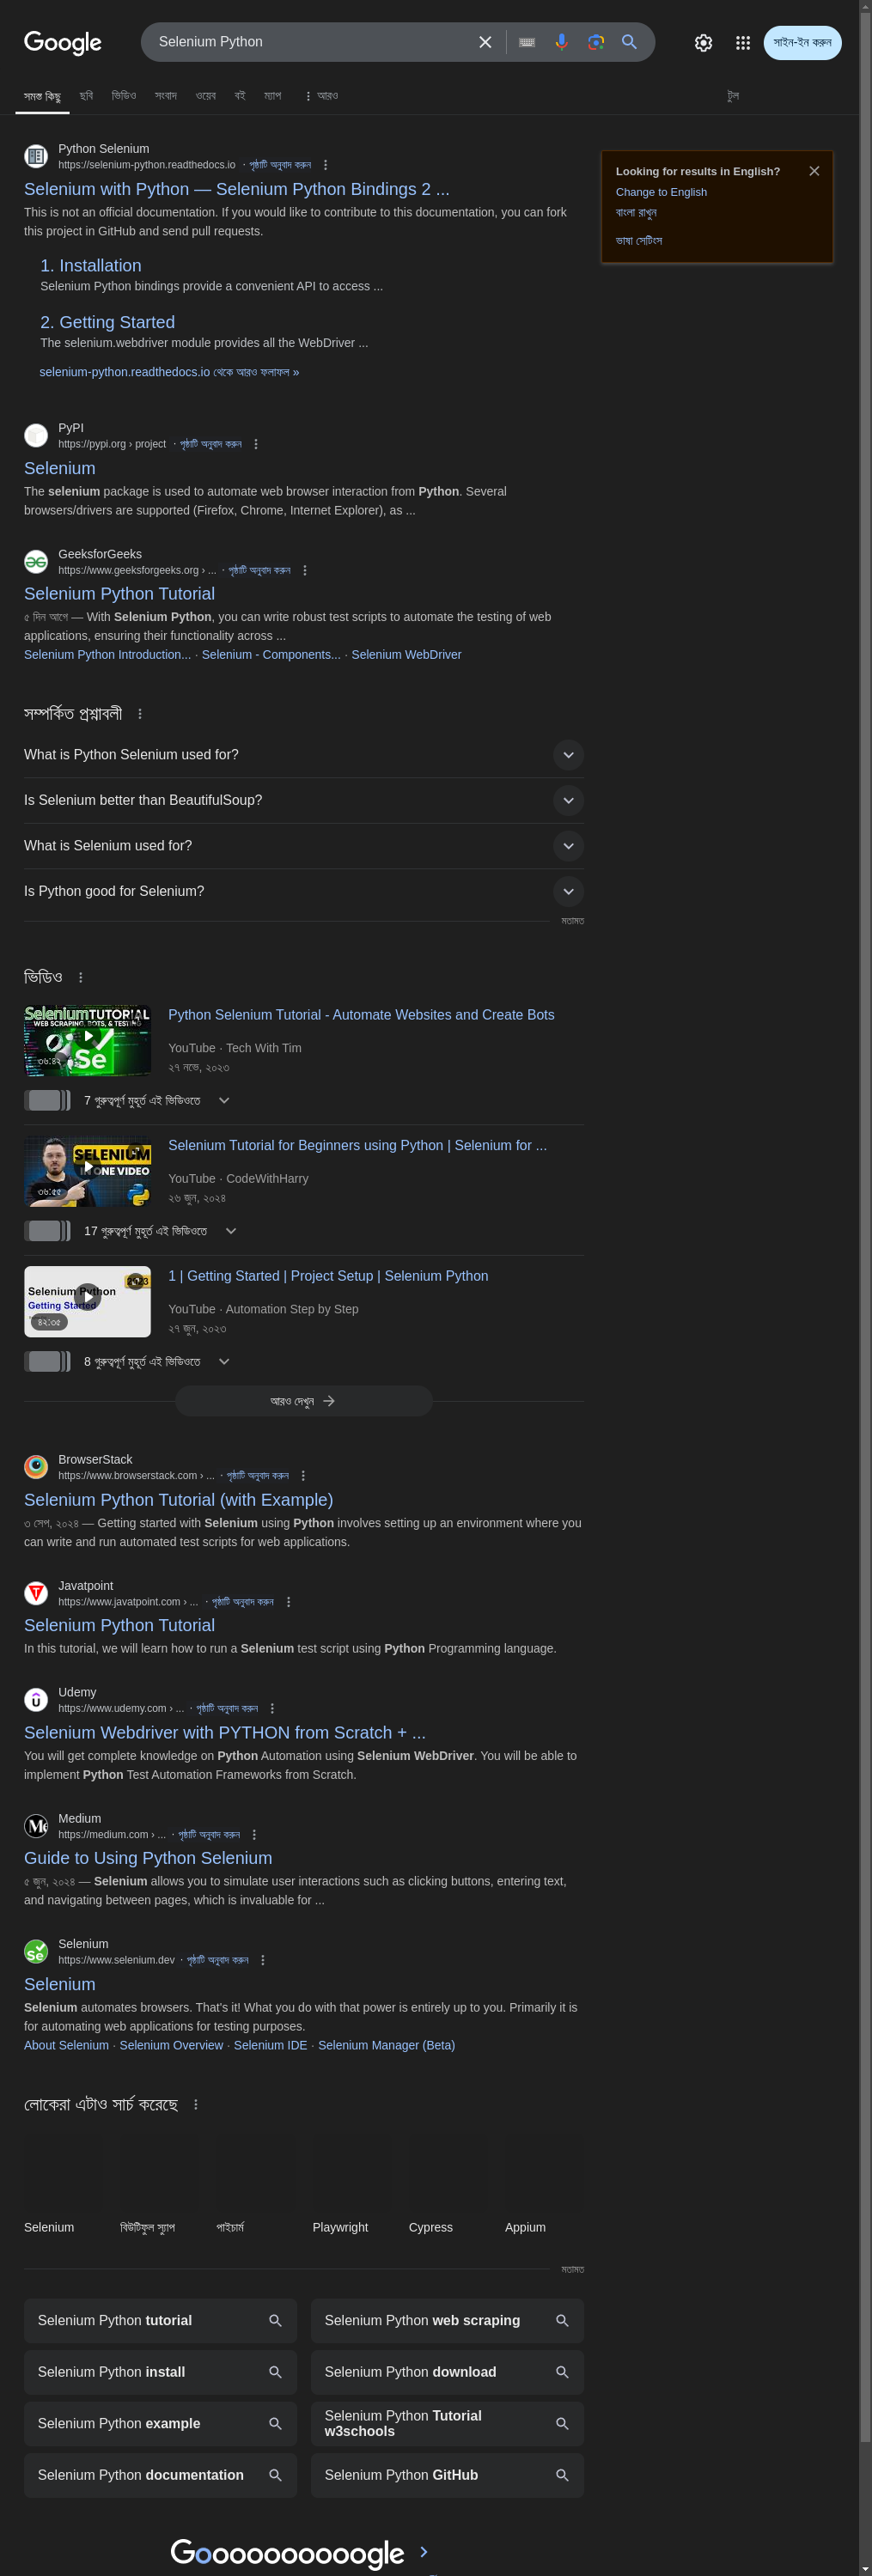 Google
Selenium Python
সাইন-ইন করুন
সমস্ত কিছু ছবি ভিডিও সংবাদ ওয়েব বই ম্যাপ আরও টুল
Looking for results in English?
Change to English
বাংলা রাখুন
ভাষা সেটিংস
Python Selenium
https://selenium-python.readthedocs.io · পৃষ্ঠাটি অনুবাদ করুন
Selenium with Python — Selenium Python Bindings 2 ...
This is not an official documentation. If you would like to contribute to this documentation, you can fork
this project in GitHub and send pull requests.
1. Installation
Selenium Python bindings provide a convenient API to access ...
2. Getting Started
The selenium.webdriver module provides all the WebDriver ...
selenium-python.readthedocs.io থেকে আরও ফলাফল »
PyPI
https://pypi.org › project · পৃষ্ঠাটি অনুবাদ করুন
Selenium
The selenium package is used to automate web browser interaction from Python. Several
browsers/drivers are supported (Firefox, Chrome, Internet Explorer), as ...
GeeksforGeeks
https://www.geeksforgeeks.org › ... · পৃষ্ঠাটি অনুবাদ করুন
Selenium Python Tutorial
৫ দিন আগে — With Selenium Python, you can write robust test scripts to automate the testing of web
applications, ensuring their functionality across ...
Selenium Python Introduction... · Selenium - Components... · Selenium WebDriver
সম্পর্কিত প্রশ্নাবলী
What is Python Selenium used for?
Is Selenium better than BeautifulSoup?
What is Selenium used for?
Is Python good for Selenium?
মতামত
ভিডিও
Selenium TUTORIAL
WEB SCRAPING, BOTS, & TESTING
Se
৩৬:৪২
Python Selenium Tutorial - Automate Websites and Create Bots
YouTube · Tech With Tim
২৭ নভে, ২০২৩
7 গুরুত্বপূর্ণ মুহূর্ত এই ভিডিওতে
SELENIUM
IN ONE VIDEO
৩৬:৫৫
Selenium Tutorial for Beginners using Python | Selenium for ...
YouTube · CodeWithHarry
২৬ জুন, ২০২৪
17 গুরুত্বপূর্ণ মুহূর্ত এই ভিডিওতে
2023
Selenium Python
Getting Started
৪২:৩৫
1 | Getting Started | Project Setup | Selenium Python
YouTube · Automation Step by Step
২৭ জুন, ২০২৩
8 গুরুত্বপূর্ণ মুহূর্ত এই ভিডিওতে
আরও দেখুন
BrowserStack
https://www.browserstack.com › ... · পৃষ্ঠাটি অনুবাদ করুন
Selenium Python Tutorial (with Example)
৩ সেপ, ২০২৪ — Getting started with Selenium using Python involves setting up an environment where you
can write and run automated test scripts for web applications.
Javatpoint
https://www.javatpoint.com › ... · পৃষ্ঠাটি অনুবাদ করুন
Selenium Python Tutorial
In this tutorial, we will learn how to run a Selenium test script using Python Programming language.
Udemy
https://www.udemy.com › ... · পৃষ্ঠাটি অনুবাদ করুন
Selenium Webdriver with PYTHON from Scratch + ...
You will get complete knowledge on Python Automation using Selenium WebDriver. You will be able to
implement Python Test Automation Frameworks from Scratch.
Medium
https://medium.com › ... · পৃষ্ঠাটি অনুবাদ করুন
Guide to Using Python Selenium
৫ জুন, ২০২৪ — Selenium allows you to simulate user interactions such as clicking buttons, entering text,
and navigating between pages, which is invaluable for ...
Selenium
https://www.selenium.dev · পৃষ্ঠাটি অনুবাদ করুন
Selenium
Selenium automates browsers. That's it! What you do with that power is entirely up to you. Primarily it is
for automating web applications for testing purposes.
About Selenium · Selenium Overview · Selenium IDE · Selenium Manager (Beta)
লোকেরা এটাও সার্চ করেছে
Selenium বিউটিফুল স্যুপ পাইচার্ম Playwright Cypress Appium
মতামত
Selenium Python tutorial
Selenium Python web scraping
Selenium Python install
Selenium Python download
Selenium Python example
Selenium Python Tutorial
w3schools
Selenium Python documentation
Selenium Python GitHub
Goooooooooogle